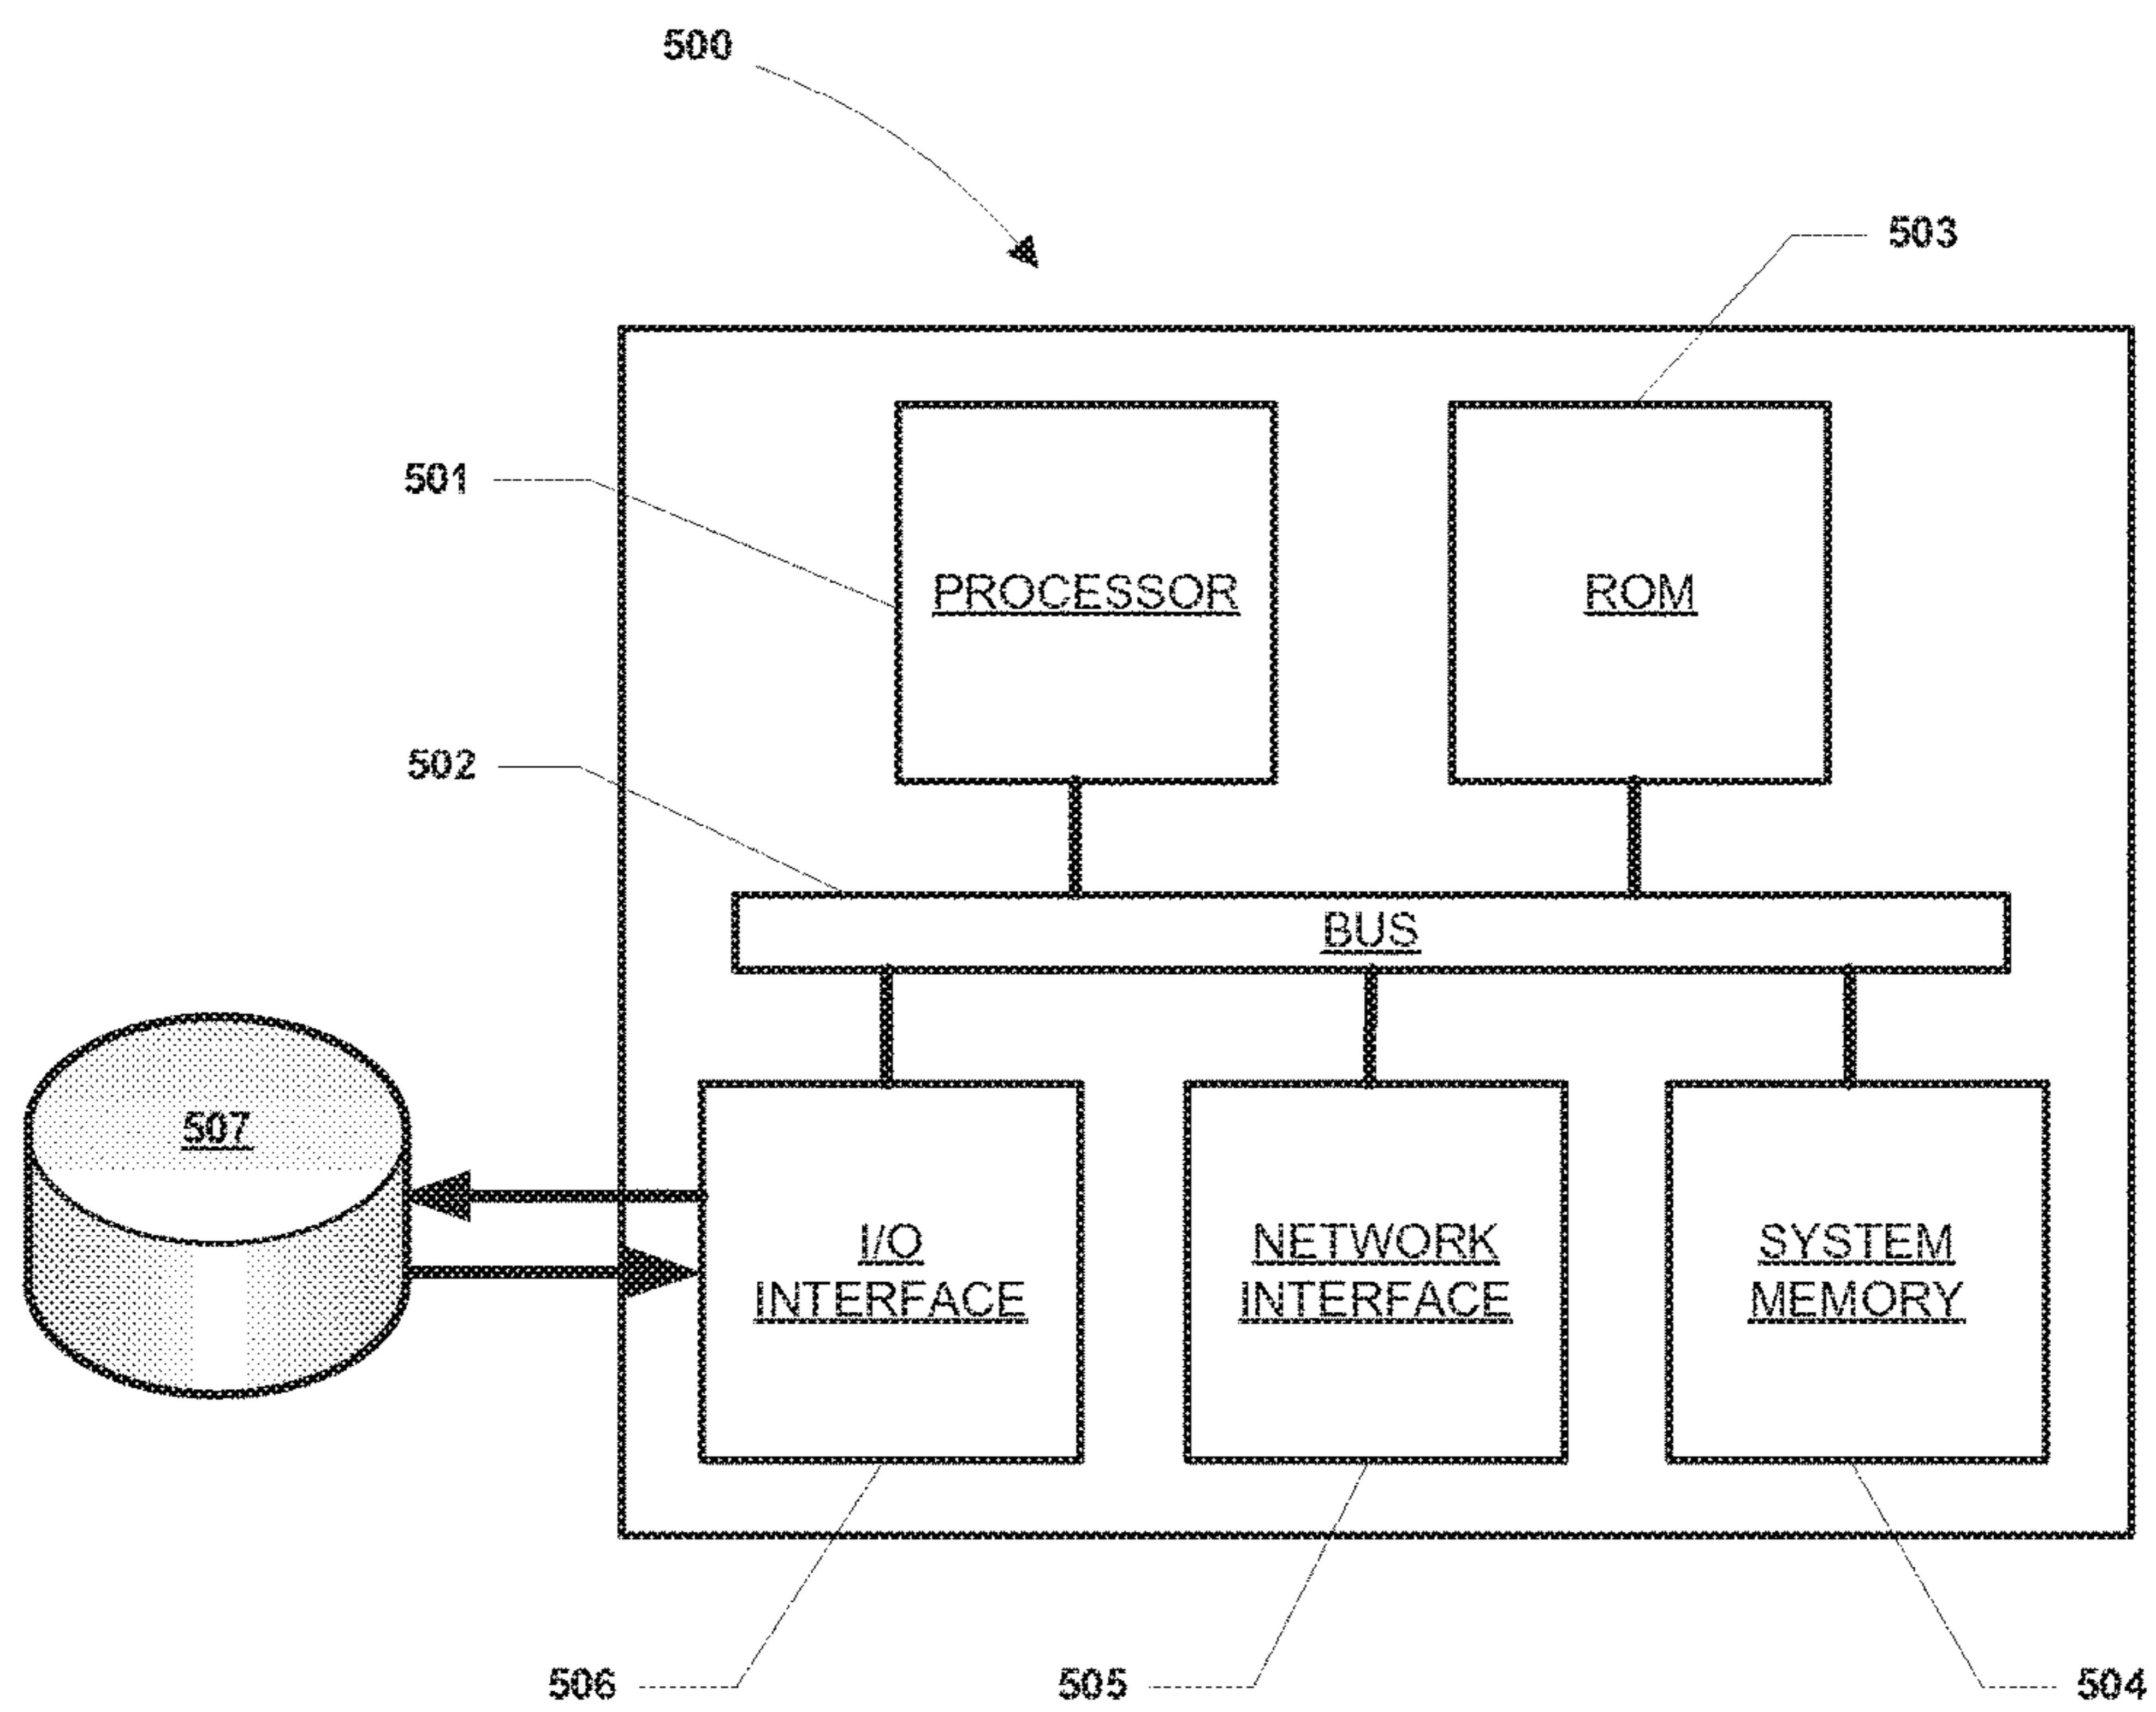 500
503
501
PROCESSOR
ROM
502
BUS
507
I/O
INTERFACE
NETWORK
INTERFACE
SYSTEM
MEMORY
506
505
504